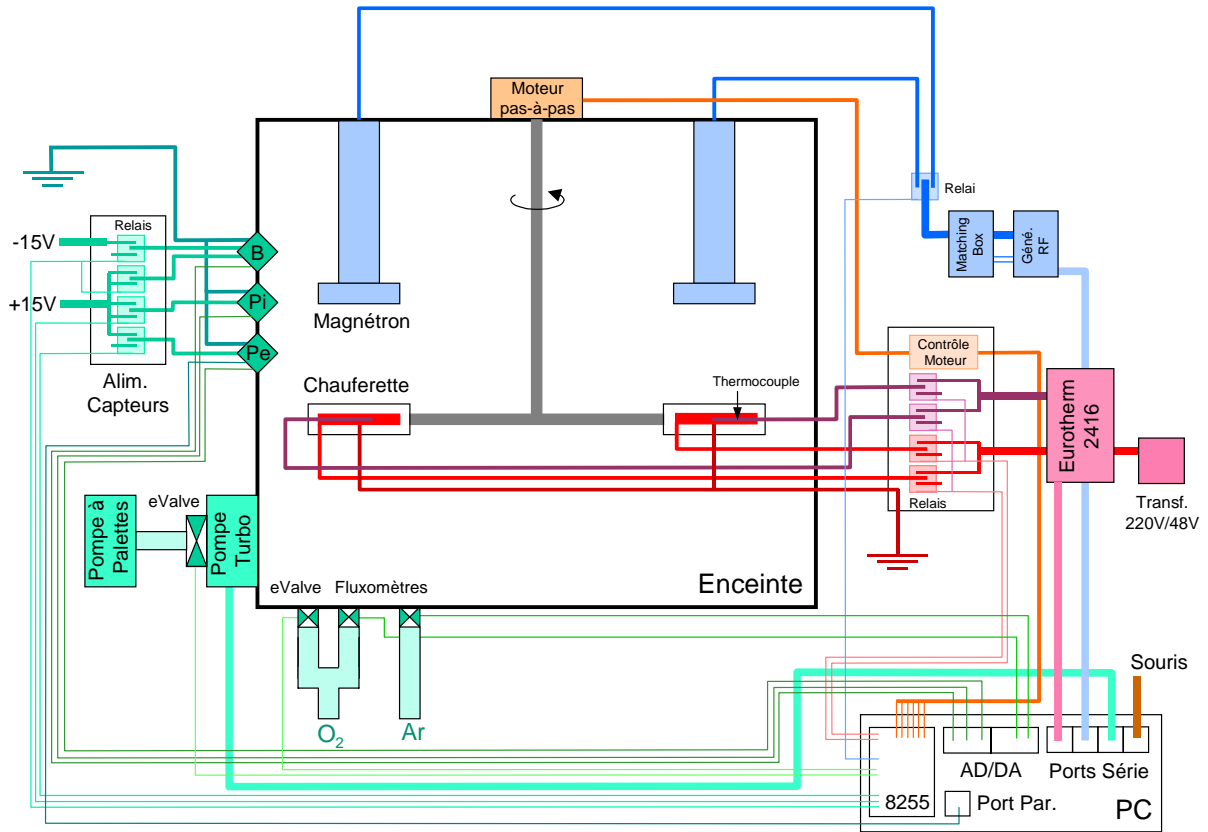 Moteur
pas-à-pas
Relais
-15V
+15V
B
Pi
Pe
Alim.
Capteurs
Magnétron
Relai
Matching
Box
Géné.
RF
Chauferette
Thermocouple
Contrôle
Moteur
Relais
Eurotherm
2416
Transf.
220V/48V
Pompe à
Palettes
eValve
Pompe
Turbo
eValve
Fluxomètres
Enceinte
O2
Ar
Souris
8255
AD/DA
Port Par.
Ports Série
PC